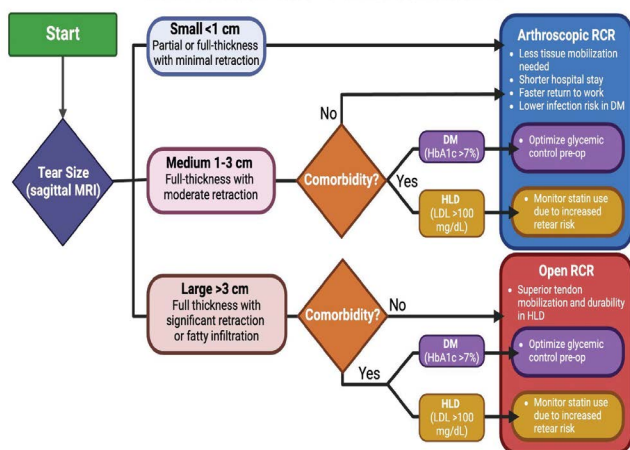 Start
Tear Size
(sagittal MRI)
Small <1 cm
Partial or full-thickness
with minimal retraction
Medium 1-3 cm
Full-thickness with
moderate retraction
Large >3 cm
Full thickness with
significant retraction
or fatty infiltration
Comorbidity?
No
Yes
DM
(HbA1c >7%)
HLD
(LDL >100
mg/dL)
Comorbidity?
No
Yes
DM
(HbA1c >7%)
HLD
(LDL >100
mg/dL)
Arthroscopic RCR
• Less tissue mobilization
needed
• Shorter hospital stay
• Faster return to work
• Lower infection risk in DM
• Optimize glycemic
control pre-op
• Monitor statin use
due to increased
retear risk
Open RCR
• Superior tendon
mobilization and durability
in HLD
• Optimize glycemic
control pre-op
• Monitor statin use
due to increased
retear risk